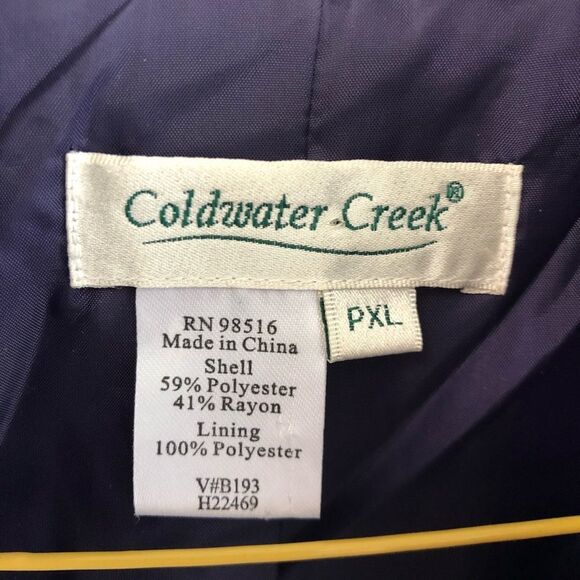 Coldwater Creek®
PXL
RN 98516
Made in China
Shell
59% Polyester
41% Rayon
Lining
100% Polyester
V#B193
H22469